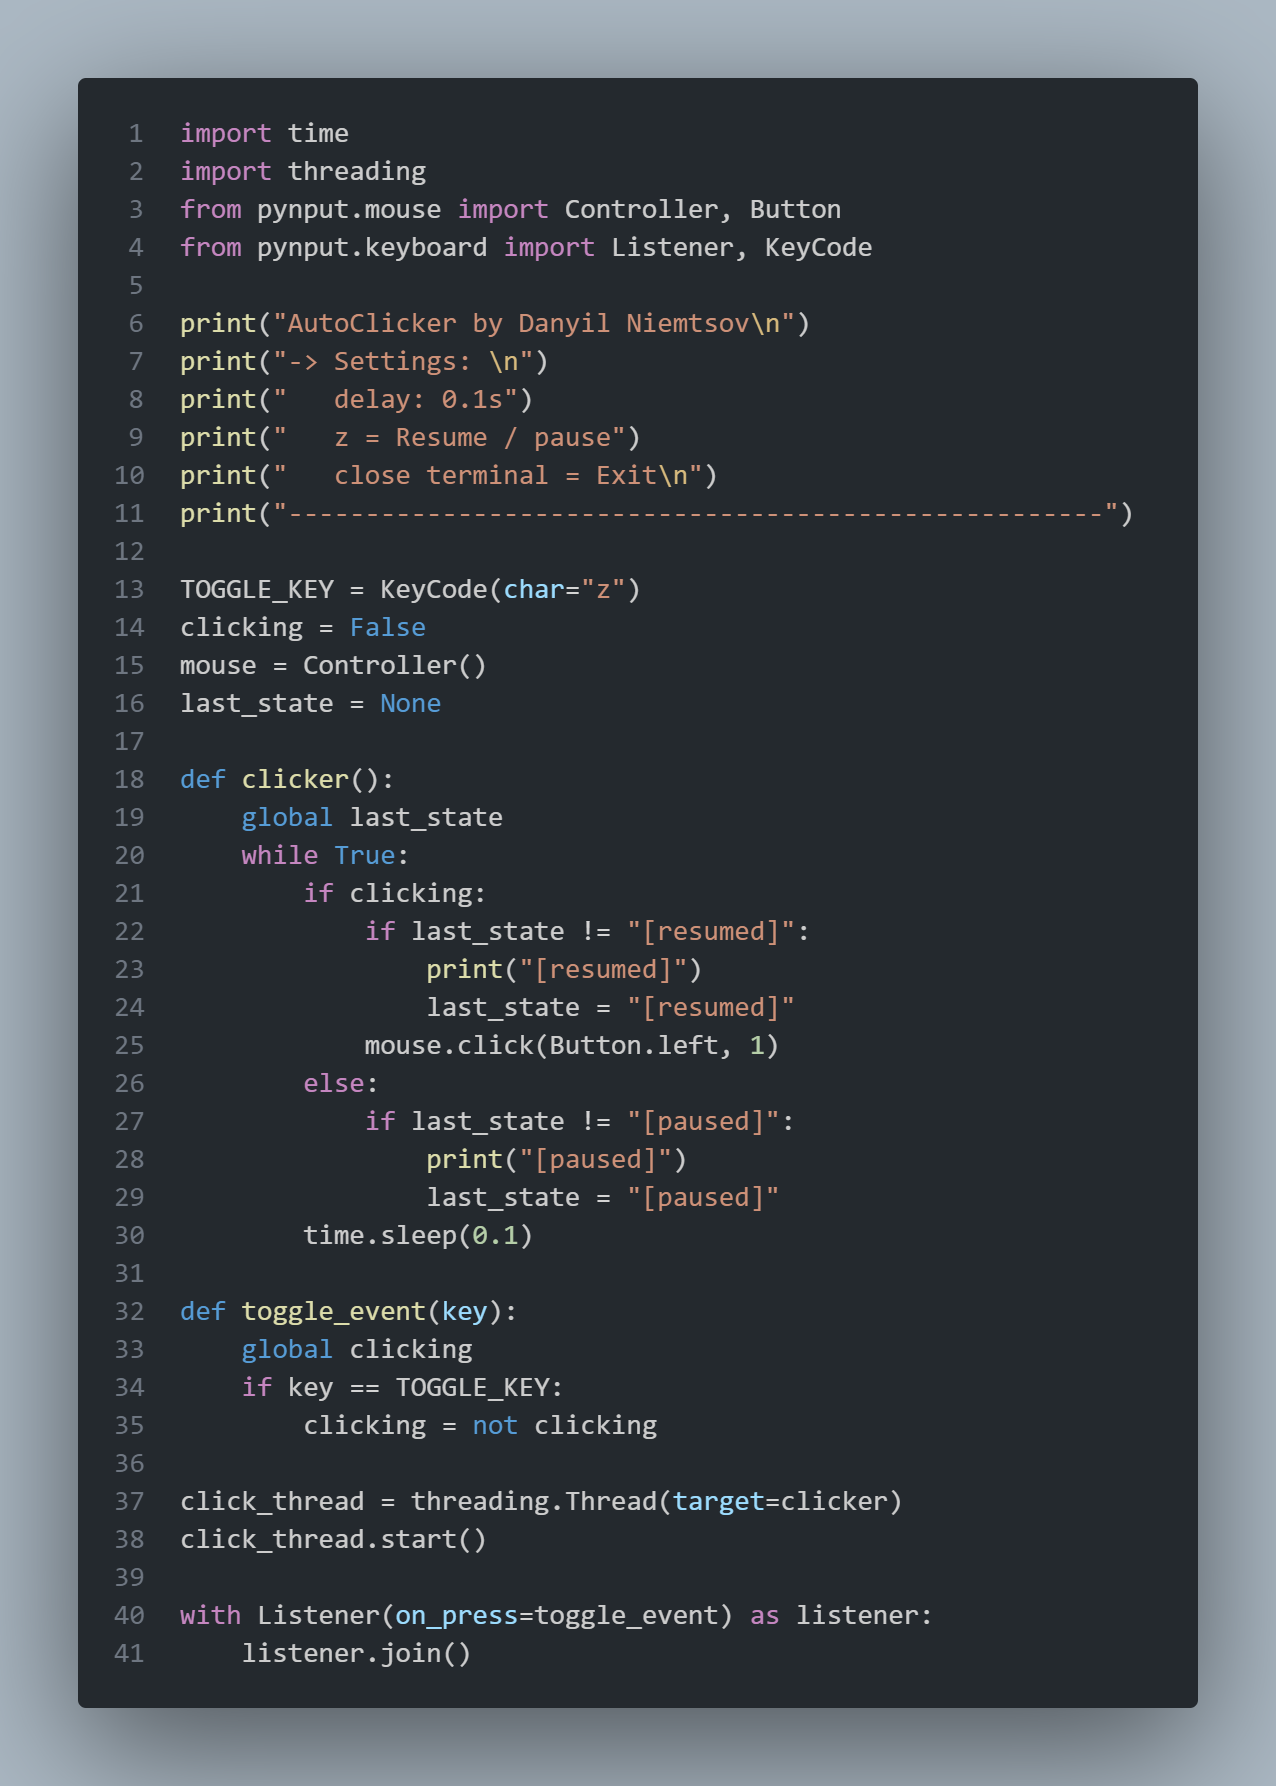 1 import time
2 import threading
3 from pynput.mouse import Controller, Button
4 from pynput.keyboard import Listener, KeyCode
5
6 print("AutoClicker by Danyil Niemtsov\n")
7 print("-> Settings: \n")
8 print("   delay: 0.1s")
9 print("   z = Resume / pause")
10 print("   close terminal = Exit\n")
11 print("-----------------------------------------------------")
12
13 TOGGLE_KEY = KeyCode(char="z")
14 clicking = False
15 mouse = Controller()
16 last_state = None
17
18 def clicker():
19     global last_state
20     while True:
21         if clicking:
22             if last_state != "[resumed]":
23                 print("[resumed]")
24                 last_state = "[resumed]"
25             mouse.click(Button.left, 1)
26         else:
27             if last_state != "[paused]":
28                 print("[paused]")
29                 last_state = "[paused]"
30         time.sleep(0.1)
31
32 def toggle_event(key):
33     global clicking
34     if key == TOGGLE_KEY:
35         clicking = not clicking
36
37 click_thread = threading.Thread(target=clicker)
38 click_thread.start()
39
40 with Listener(on_press=toggle_event) as listener:
41     listener.join()